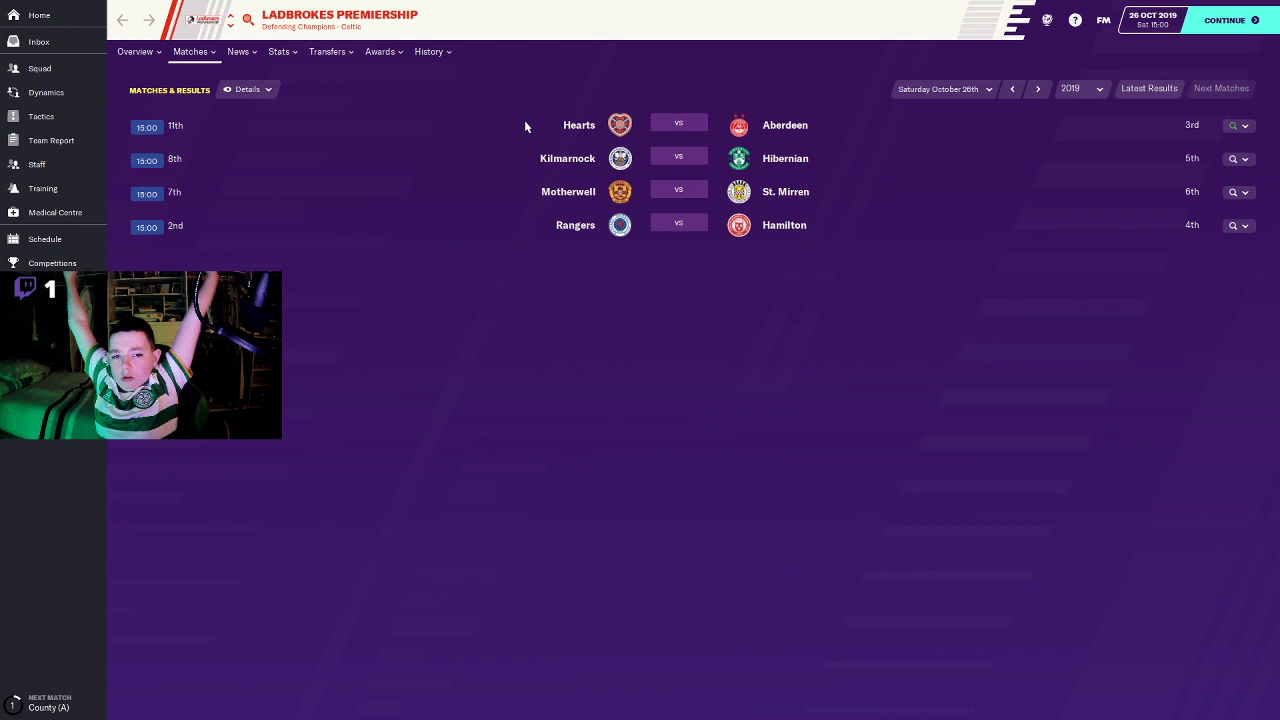 Home
Inbox
Squad
Dynamics
Tactics
Team Report
Staff
Training
Medical Centre
Schedule
Competitions
1
NEXT MATCH
1 County (A)
LADBROKES PREMIERSHIP
Defending Champions - Celtic
? FM 26 OCT 2019 CONTINUE
Sat 15:00
Overview Matches News Stats Transfers Awards History
MATCHES & RESULTS Details Saturday October 26th 2019 Latest Results Next Matches
15:00 11th Hearts vs Aberdeen 3rd
15:00 8th Kilmarnock vs Hibernian 5th
15:00 7th Motherwell vs St. Mirren 6th
15:00 2nd Rangers vs Hamilton 4th